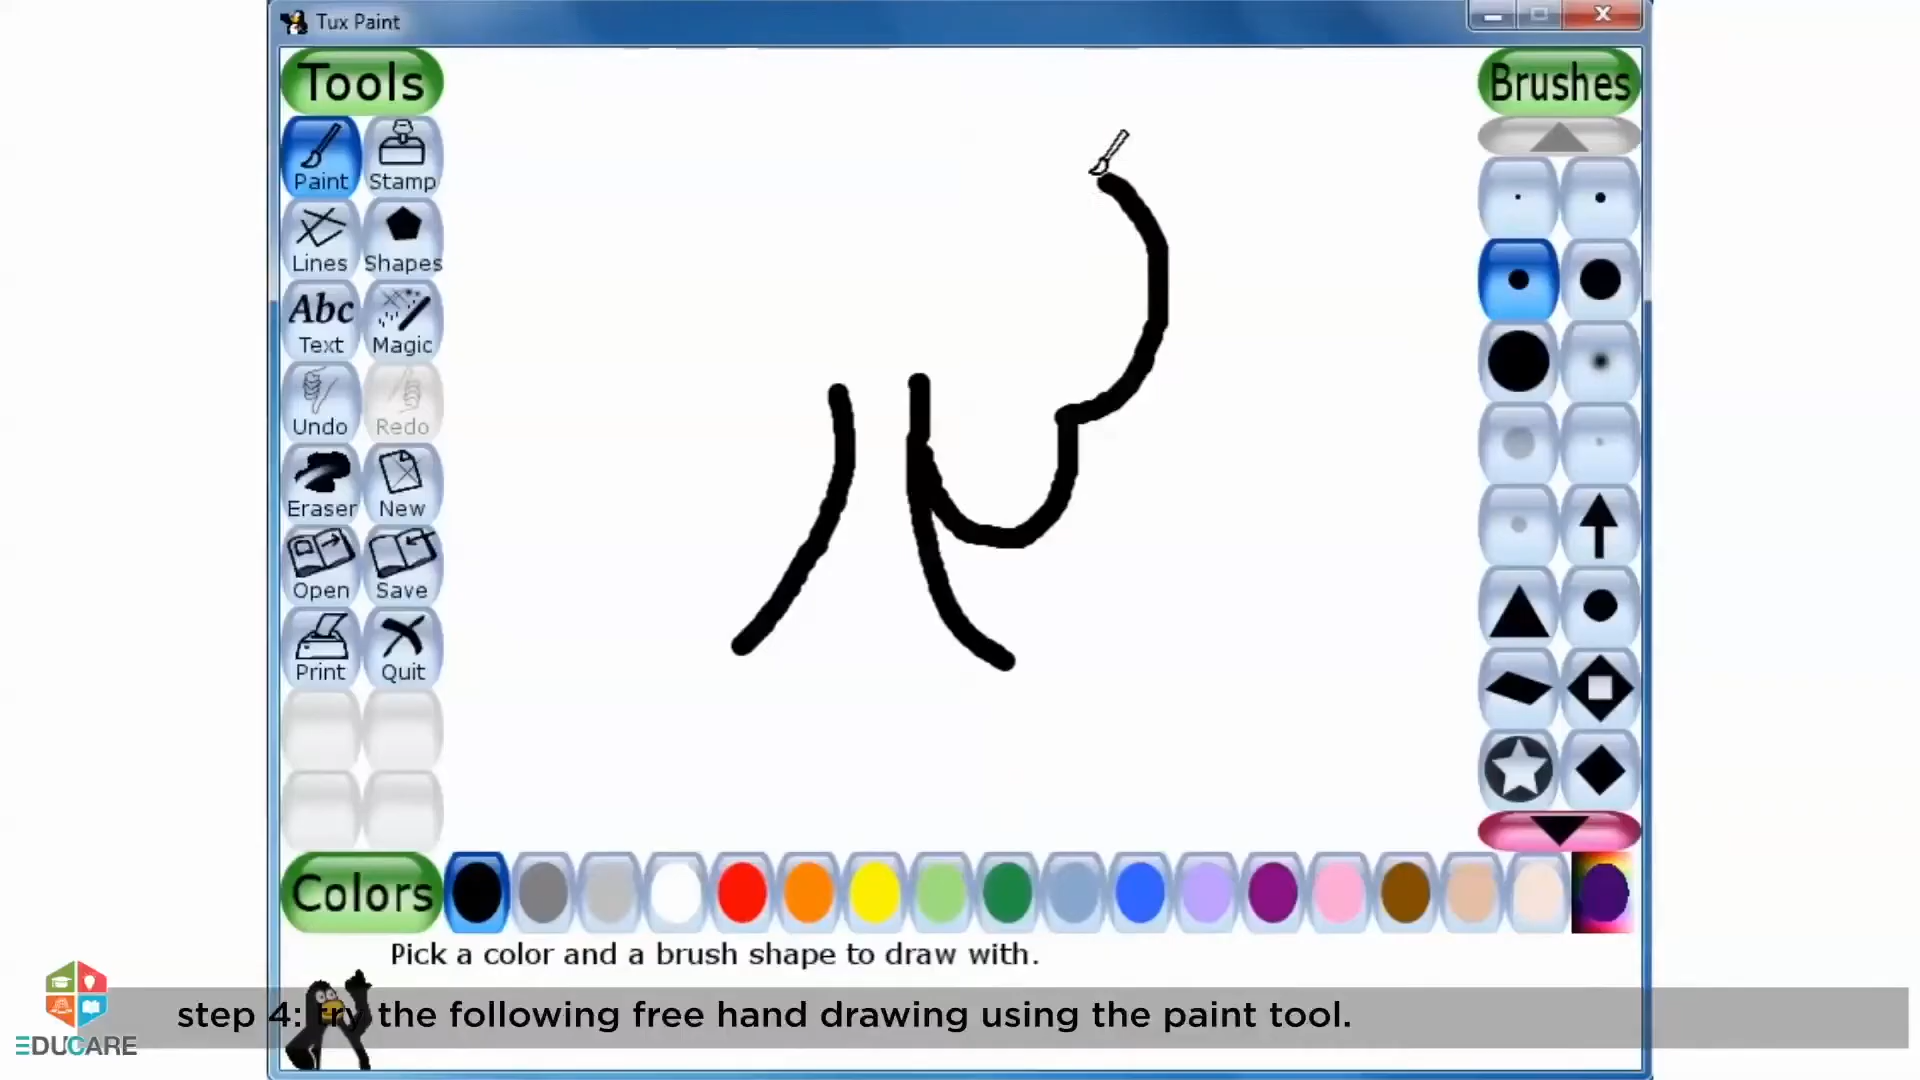 Tux Paint
Tools
Brushes
Paint
Stamp
Lines
Shapes
Abc
Text
Magic
Undo
Redo
Eraser
New
Open
Save
Print
Quit
Colors
Pick a color and a brush shape to draw with.
step 4: try the following free hand drawing using the paint tool.
EDUCARE